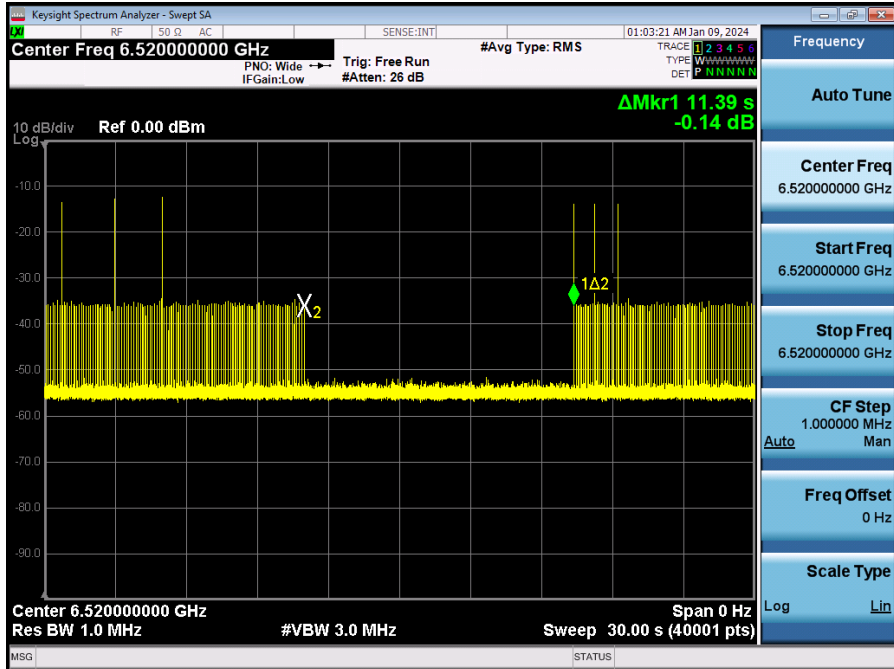 Keysight Spectrum Analyzer - Swept SA
LXI RF 50 Ω AC SENSE:INT 01:03:21 AM Jan 09, 2024
Center Freq 6.520000000 GHz
#Avg Type: RMS
TRACE 1 2 3 4 5 6
PNO: Wide
IFGain:Low
Trig: Free Run
#Atten: 26 dB
TYPE W W W W W W
DET P N N N N N
ΔMkr1 11.39 s
-0.14 dB
10 dB/div Ref 0.00 dBm
Log
-10.0
-20.0
-30.0
-40.0
-50.0
-60.0
-70.0
-80.0
-90.0
X2
1Δ2
Center 6.520000000 GHz Span 0 Hz
Res BW 1.0 MHz #VBW 3.0 MHz Sweep 30.00 s (40001 pts)
MSG STATUS
Frequency
Auto Tune
Center Freq
6.520000000 GHz
Start Freq
6.520000000 GHz
Stop Freq
6.520000000 GHz
CF Step
1.000000 MHz
Auto Man
Freq Offset
0 Hz
Scale Type
Log Lin